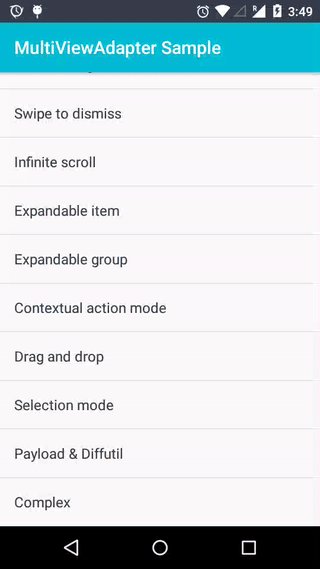 3:49
MultiViewAdapter Sample
Swipe to dismiss
Infinite scroll
Expandable item
Expandable group
Contextual action mode
Drag and drop
Selection mode
Payload & Diffutil
Complex